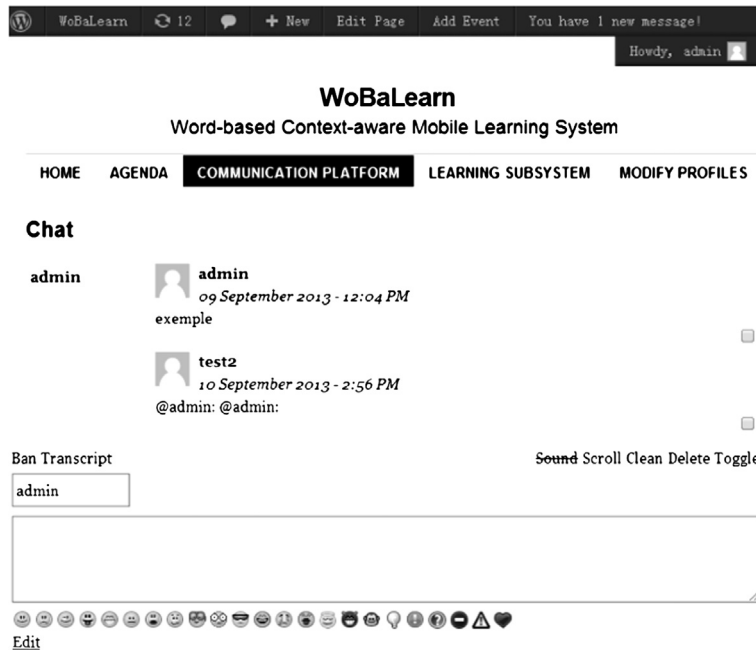 WoBaLearn 12 + New Edit Page Add Event You have 1 new message!
Howdy, admin
WoBaLearn
Word-based Context-aware Mobile Learning System
HOME AGENDA COMMUNICATION PLATFORM LEARNING SUBSYSTEM MODIFY PROFILES
Chat
admin admin
09 September 2013 - 12:04 PM
exemple
test2
10 September 2013 - 2:56 PM
@admin: @admin:
Ban Transcript Sound Scroll Clean Delete Toggle
admin
Edit